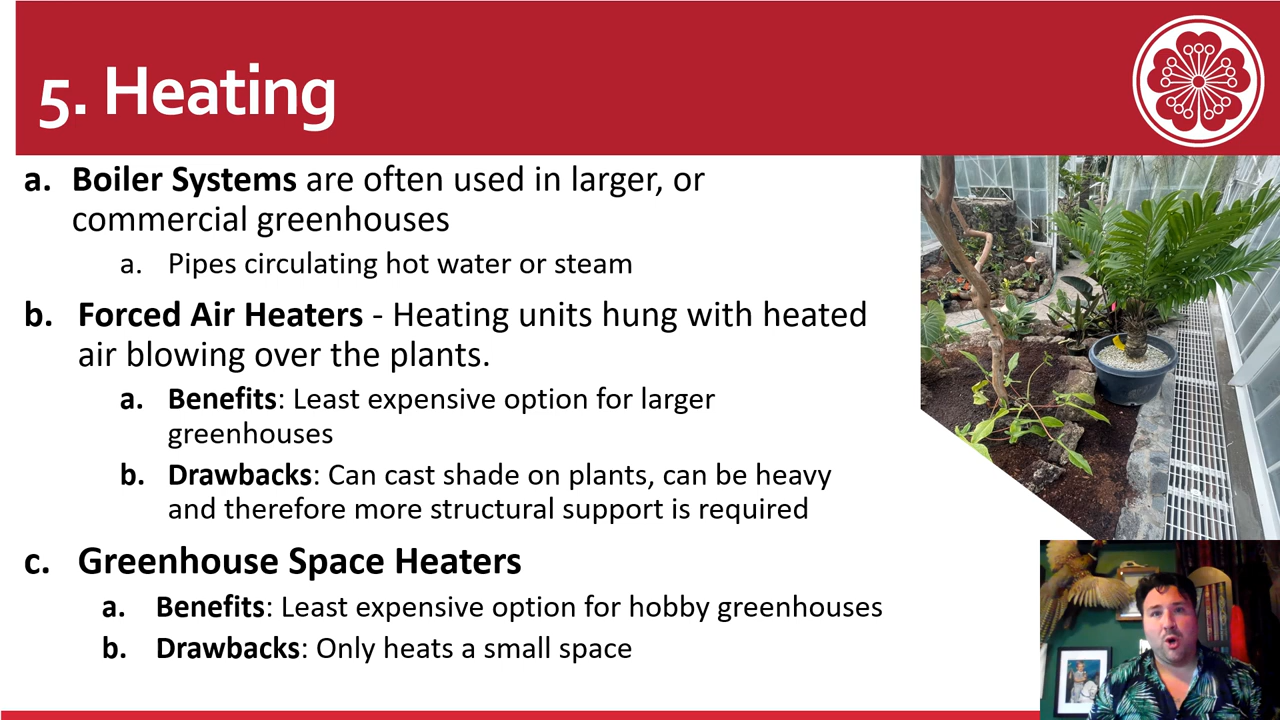 5. Heating
a. Boiler Systems are often used in larger, or
commercial greenhouses
a. Pipes circulating hot water or steam
b. Forced Air Heaters - Heating units hung with heated
air blowing over the plants.
a. Benefits: Least expensive option for larger
greenhouses
b. Drawbacks: Can cast shade on plants, can be heavy
and therefore more structural support is required
c. Greenhouse Space Heaters
a. Benefits: Least expensive option for hobby greenhouses
b. Drawbacks: Only heats a small space